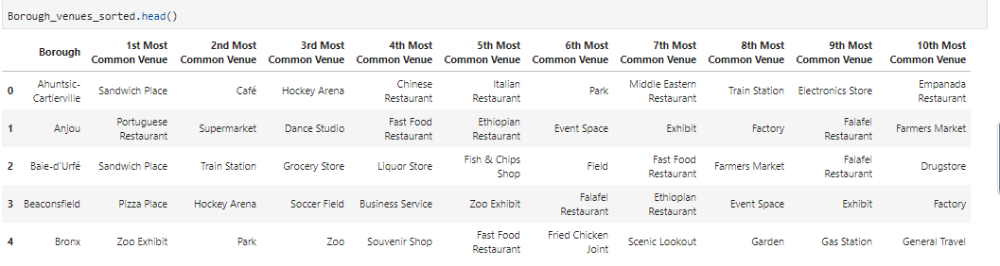 Borough_venues_sorted.head()
Borough 1st Most Common Venue 2nd Most Common Venue 3rd Most Common Venue 4th Most Common Venue 5th Most Common Venue 6th Most Common Venue 7th Most Common Venue 8th Most Common Venue 9th Most Common Venue 10th Most Common Venue
0 Ahuntsic-Cartierville Sandwich Place Café Hockey Arena Chinese Restaurant Italian Restaurant Park Middle Eastern Restaurant Train Station Electronics Store Empanada Restaurant
1 Anjou Portuguese Restaurant Supermarket Dance Studio Fast Food Restaurant Ethiopian Restaurant Event Space Exhibit Factory Falafel Restaurant Farmers Market
2 Baie-d'Urfé Sandwich Place Train Station Grocery Store Liquor Store Fish & Chips Shop Field Fast Food Restaurant Farmers Market Falafel Restaurant Drugstore
3 Beaconsfield Pizza Place Hockey Arena Soccer Field Business Service Zoo Exhibit Falafel Restaurant Ethiopian Restaurant Event Space Exhibit Factory
4 Bronx Zoo Exhibit Park Zoo Souvenir Shop Fast Food Restaurant Fried Chicken Joint Scenic Lookout Garden Gas Station General Travel